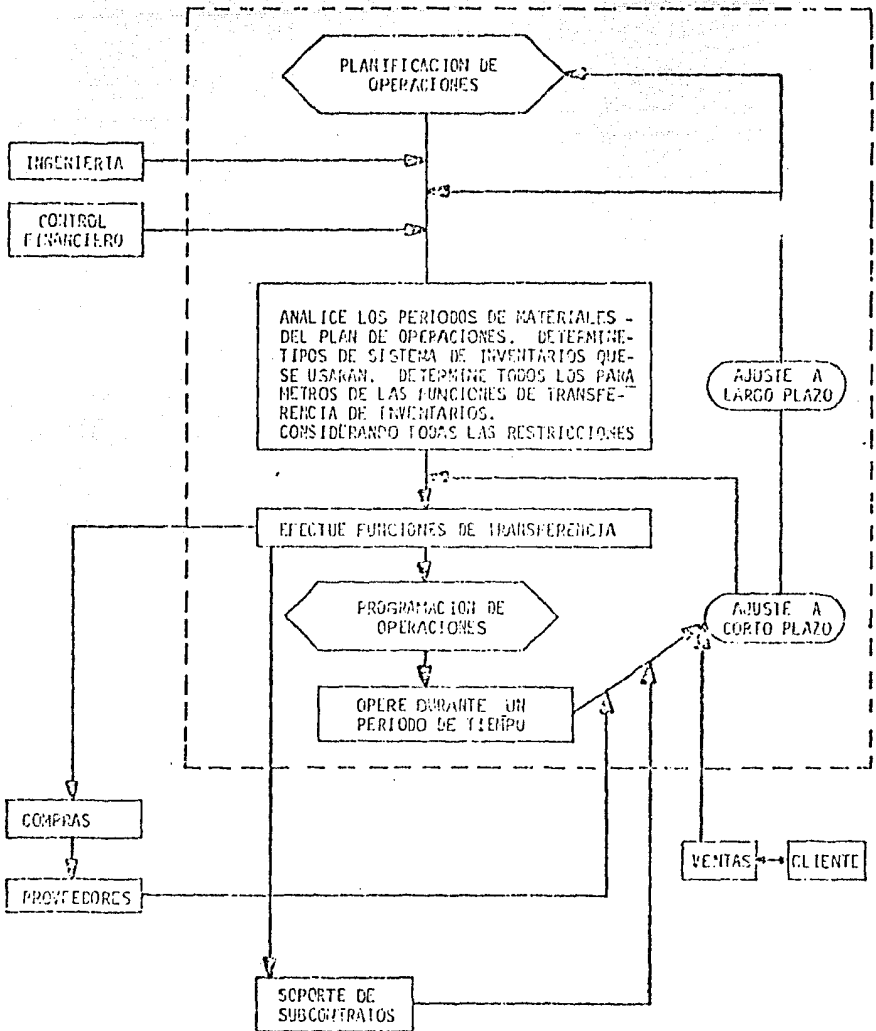 PLANIFICACION DE
OPERACIONES
INGENIERIA
CONTROL
FINANCIERO
ANALICE LOS PERIODOS DE MATERIALES -
DEL PLAN DE OPERACIONES. DETERMINE-
TIPOS DE SISTEMA DE INVENTARIOS QUE-
SE USARAN. DETERMINE TODOS LOS PARA
METROS DE LAS FUNCIONES DE TRANSFE-
RENCIA DE INVENTARIOS.
CONSIDERANDO TODAS LAS RESTRICCIONES
AJUSTE A
LARGO PLAZO
EFECTUE FUNCIONES DE TRANSFERENCIA
PROGRAMACION DE
OPERACIONES
AJUSTE A
CORTO PLAZO
OPERE DURANTE UN
PERIODO DE TIEMPO
COMPRAS
VENTAS
CLIENTE
PROVEEDORES
SOPORTE DE
SUBCONTRATOS